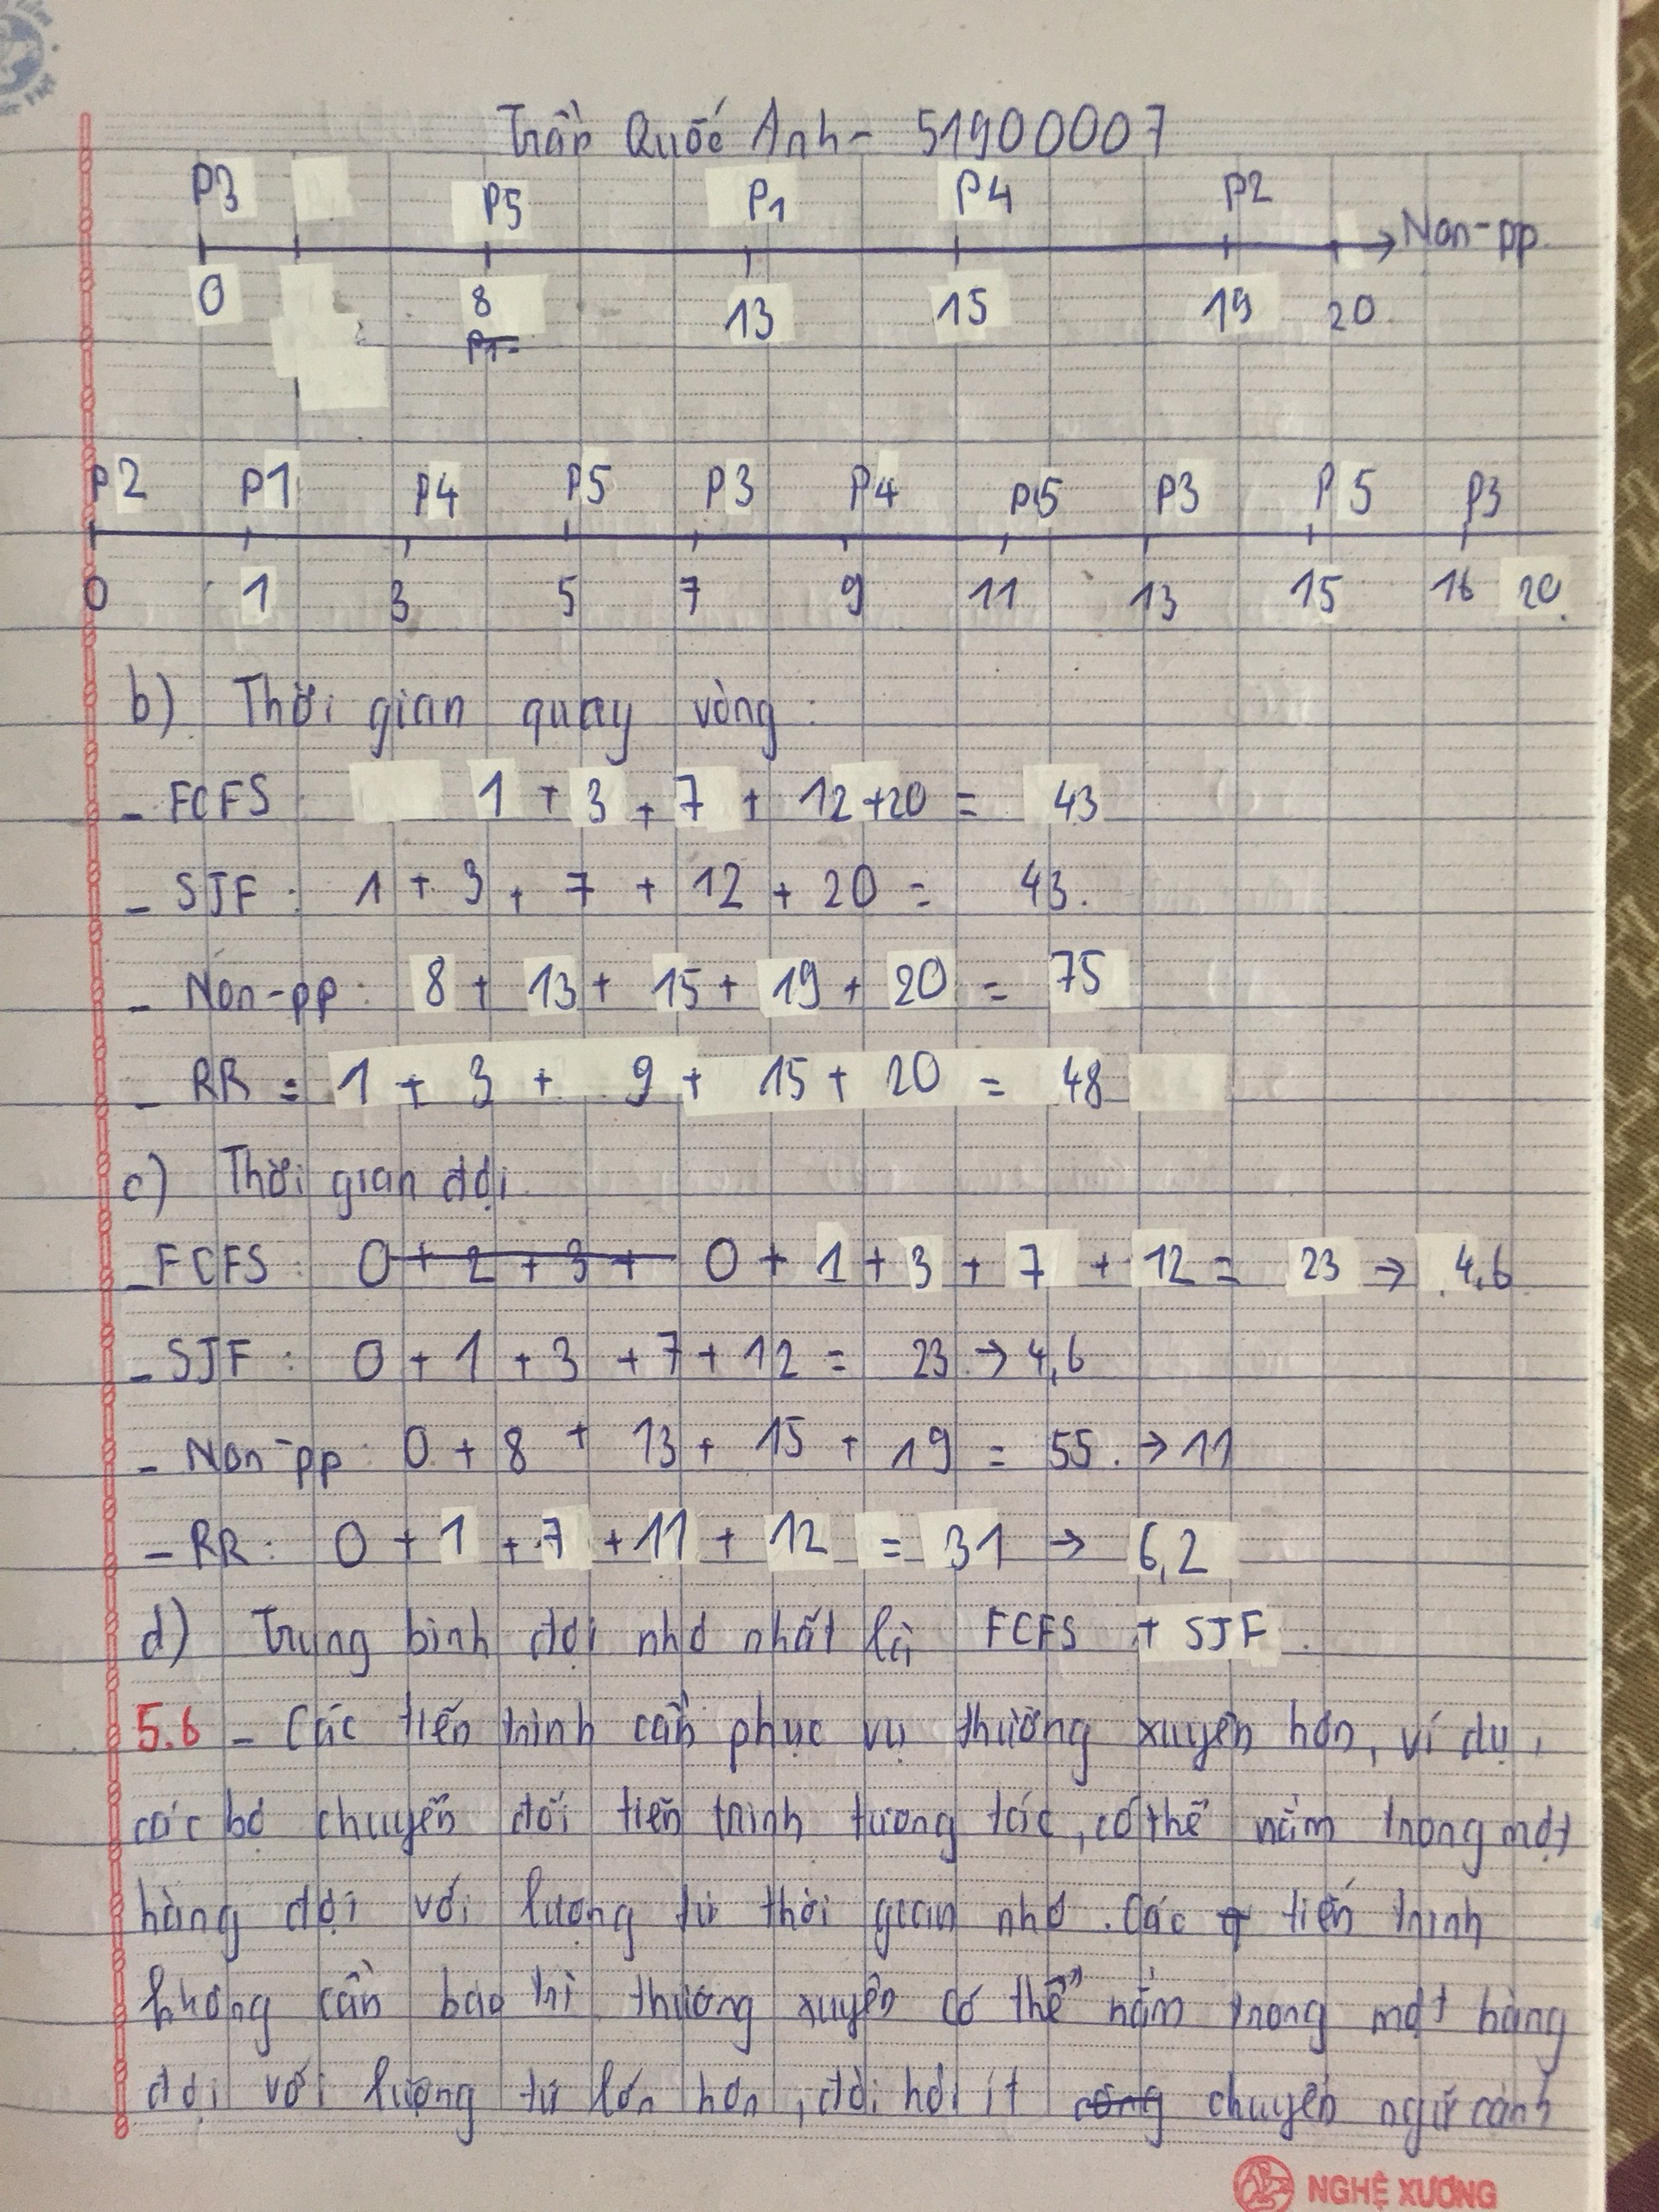 Trần Quốc Anh - 51900007
P3 P5 P1 P4 P2 Non-pp
0 8 13 15 19 20
P1
P2 P1 P4 P5 P3 P4 P5 P3 P5 P3
0 1 3 5 7 9 11 13 15 16 20
b) Thời gian quay vòng:
- FCFS 1 + 3 + 7 + 12 + 20 = 43
- SJF: 1 + 3 + 7 + 12 + 20 = 43.
- Non-pp: 8 + 13 + 15 + 19 + 20 = 75
- RR = 1 + 3 + 9 + 15 + 20 = 48
c) Thời gian đợi
- FCFS: 0 + 2 + 3 + 0 + 1 + 3 + 7 + 12 = 23 → 4,6
- SJF: 0 + 1 + 3 + 7 + 12 = 23 → 4,6
- Non-pp: 0 + 8 + 13 + 15 + 19 = 55. → 11
- RR: 0 + 1 + 7 + 11 + 12 = 31 → 6,2
d) Trung bình đợi nhỏ nhất là FCFS + SJF.
5.6 - Các tiến trình cần phục vụ thường xuyên hơn, ví dụ,
các bộ chuyển đổi tiến trình tương tác, có thể nằm trong một
hàng đợi với lượng tử thời gian nhỏ. Các tiến trình
không cần bảo trì thường xuyên có thể nằm trong một hàng
đợi với lượng tử lớn hơn, đòi hỏi ít công chuyển ngữ cảnh
NGHỆ XƯƠNG